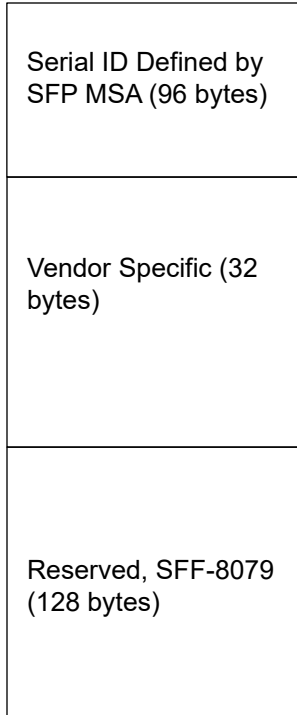 Serial ID Defined by
SFP MSA (96 bytes)
Vendor Specific (32
bytes)
Reserved, SFF-8079
(128 bytes)